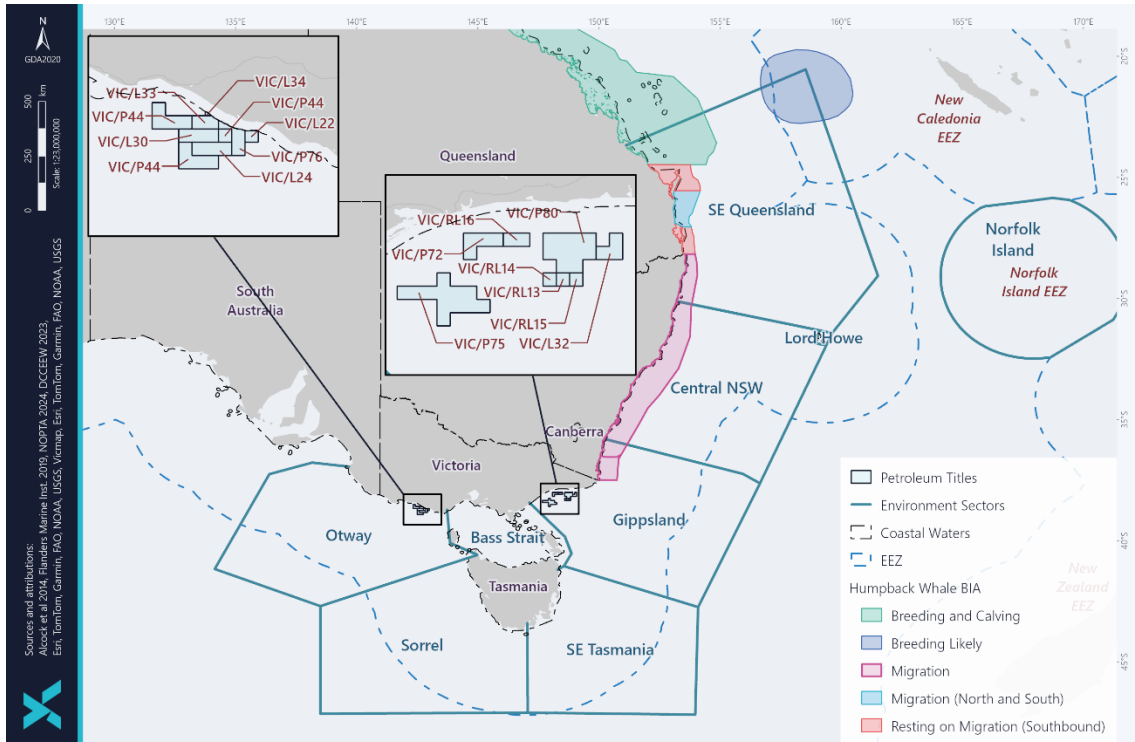 N
GDA2020
500
250
0
km
Scale: 1:23,000,000
Sources and attributions:
Alcock et al 2014, Flanders Marine Inst. 2019, NOPTA 2024, DCCEEW 2023,
Esri, TomTom, Garmin, FAO, NOAA, USGS, Vicmap, Esri, TomTom, Garmin, FAO, NOAA, USGS,
Esri, TomTom, Garmin, FAO, NOAA, USGS
130°E
135°E
140°E
145°E
150°E
155°E
160°E
165°E
170°E
20°S
25°S
30°S
35°S
40°S
45°S
VIC/L34
VIC/L33
VIC/P44
VIC/P44
VIC/L22
VIC/L30
VIC/P44
VIC/P76
VIC/L24
VIC/RL16
VIC/P80
VIC/P72
VIC/RL14
VIC/RL13
VIC/RL15
VIC/P75
VIC/L32
Queensland
South
Australia
New
Caledonia
EEZ
SE Queensland
Norfolk
Island
Norfolk
Island EEZ
Lord Howe
Central NSW
Canberra
Victoria
Gippsland
Otway
Bass Strait
Tasmania
Sorrel
SE Tasmania
New
Zealand
EEZ
Petroleum Titles
Environment Sectors
Coastal Waters
EEZ
Humpback Whale BIA
Breeding and Calving
Breeding Likely
Migration
Migration (North and South)
Resting on Migration (Southbound)